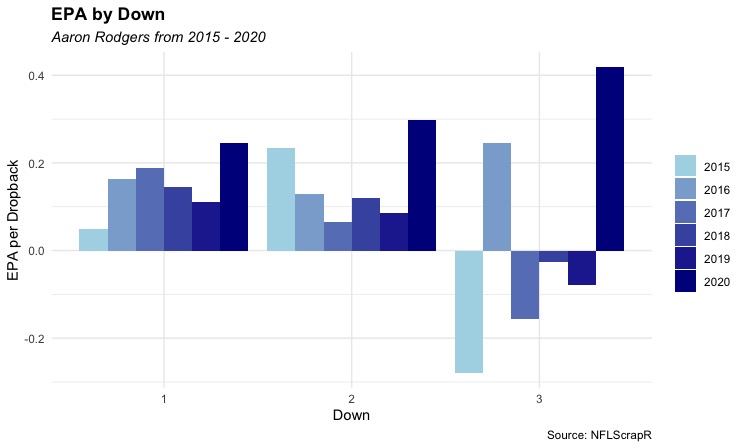 EPA by Down
Aaron Rodgers from 2015 - 2020
EPA per Dropback
0.4
0.2
0.0
-0.2
1
2
3
Down
2015
2016
2017
2018
2019
2020
Source: NFLScrapR